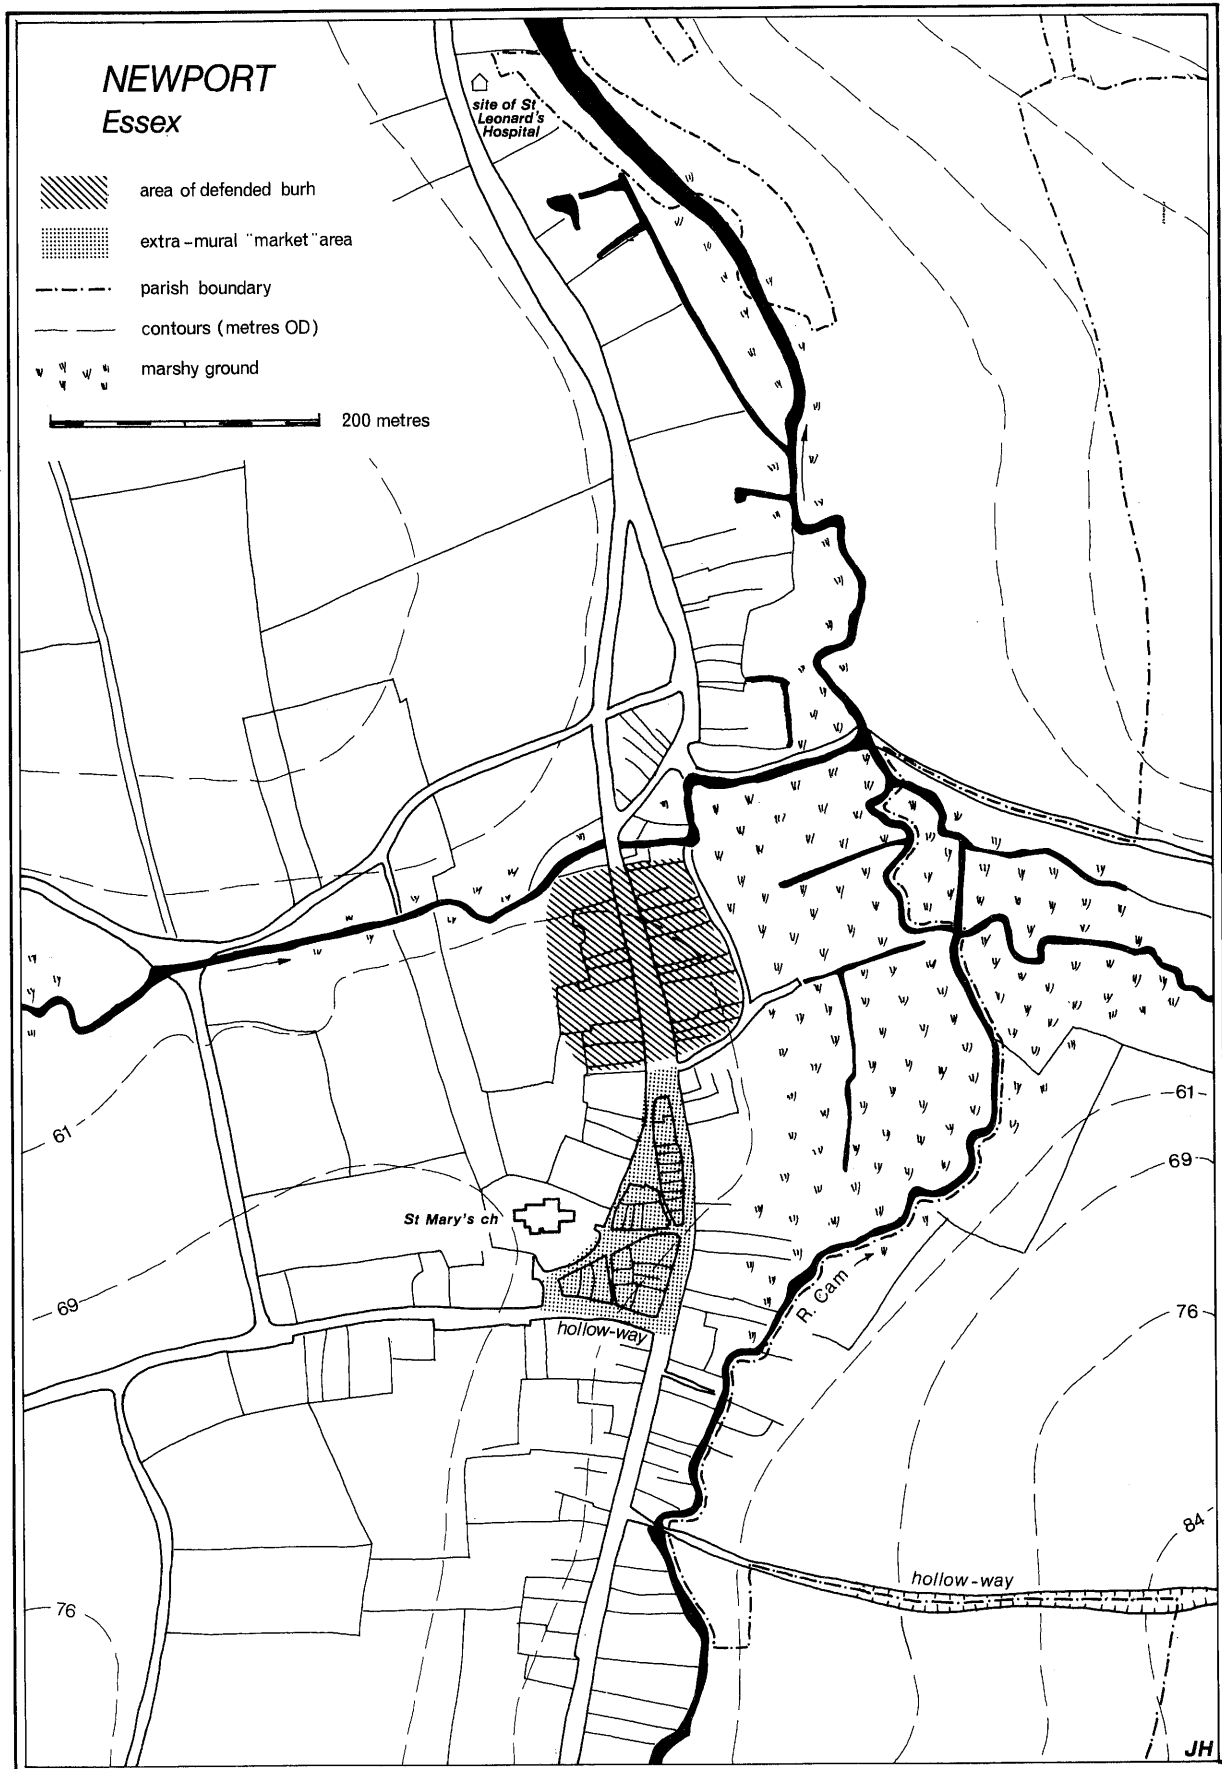 NEWPORT
Essex
site of St
Leonard's
Hospital
area of defended burh
extra-mural "market" area
parish boundary
contours (metres OD)
marshy ground
200 metres
61
61
69
St Mary's ch
R. Cam
69
76
hollow-way
84
hollow-way
76
JH